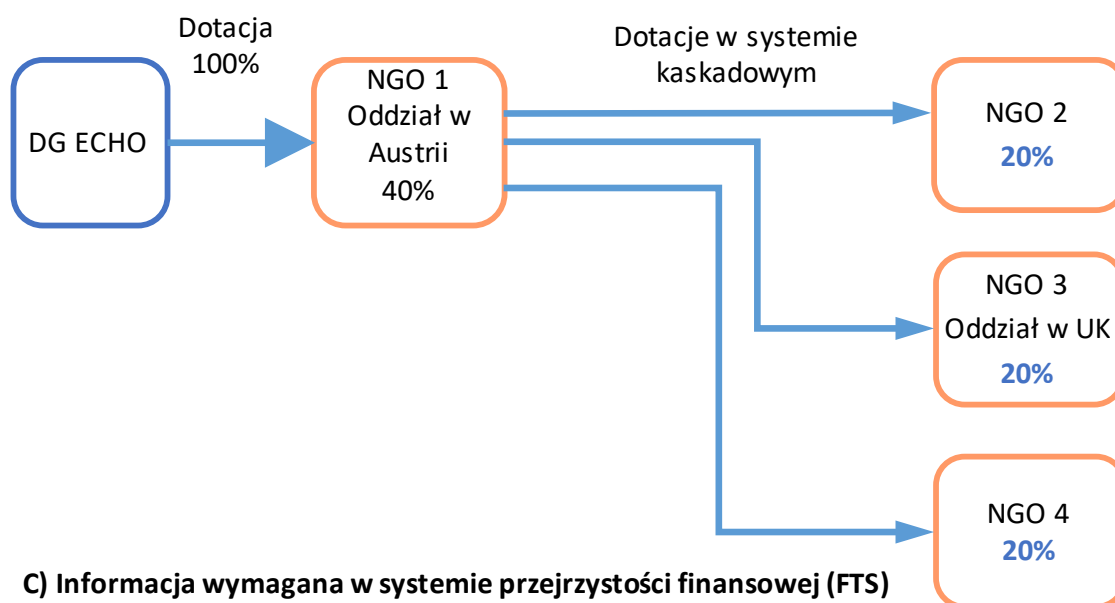 Dotacja
100%
Dotacje w systemie
kaskadowym
DG ECHO
NGO 1
Oddział w
Austrii
40%
NGO 2
20%
NGO 3
Oddział w UK
20%
NGO 4
20%
C) Informacja wymagana w systemie przejrzystości finansowej (FTS)